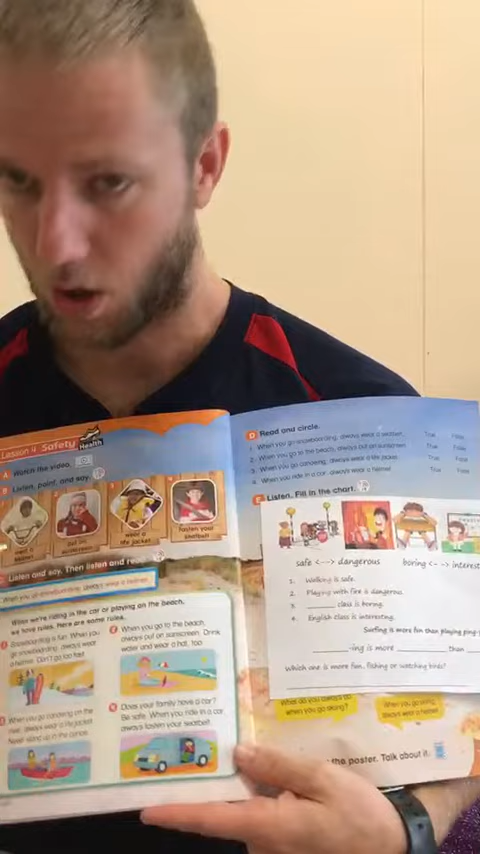 Lesson 4 Safety
Health
A Watch the video.
B Listen, point, and say.
1 2 3 4
wear a helmet
put on sunscreen
wear a life jacket
fasten your seatbelt
Listen and say. Then listen and read.
When you go snowboarding, always wear a helmet.
When we're riding in the car or playing on the beach,
we have rules. Here are some rules.
Snowboarding is fun. When you
go snowboarding, always wear
a helmet. Don't go too fast.
2 When you go to the beach,
always put on sunscreen. Drink
water and wear a hat, too.
When you go canoeing on the
river, always wear a life jacket.
Never stand up in the canoe.
4 Does your family have a car?
Be safe. When you ride in a car,
always fasten your seatbelt.
D Read and circle.
1 When you go snowboarding, always wear a helmet. True False
2 When you go to the beach, always put on sunscreen. True False
3 When you go canoeing, always wear a life jacket. True False
4 When you ride in a car, always wear a helmet. True False
E Listen. Fill in the chart.
safe <--> dangerous boring <--> interest
1. Walking is safe.
2. Playing with fire is dangerous.
3. ______ class is boring.
4. English class is interesting.
Surfing is more fun than playing ping-
______-ing is more ______ than
Which one is more fun, fishing or watching birds?
What do you always do
when you go skiing?
When you go skiing,
always wear a helmet.
the poster. Talk about it.